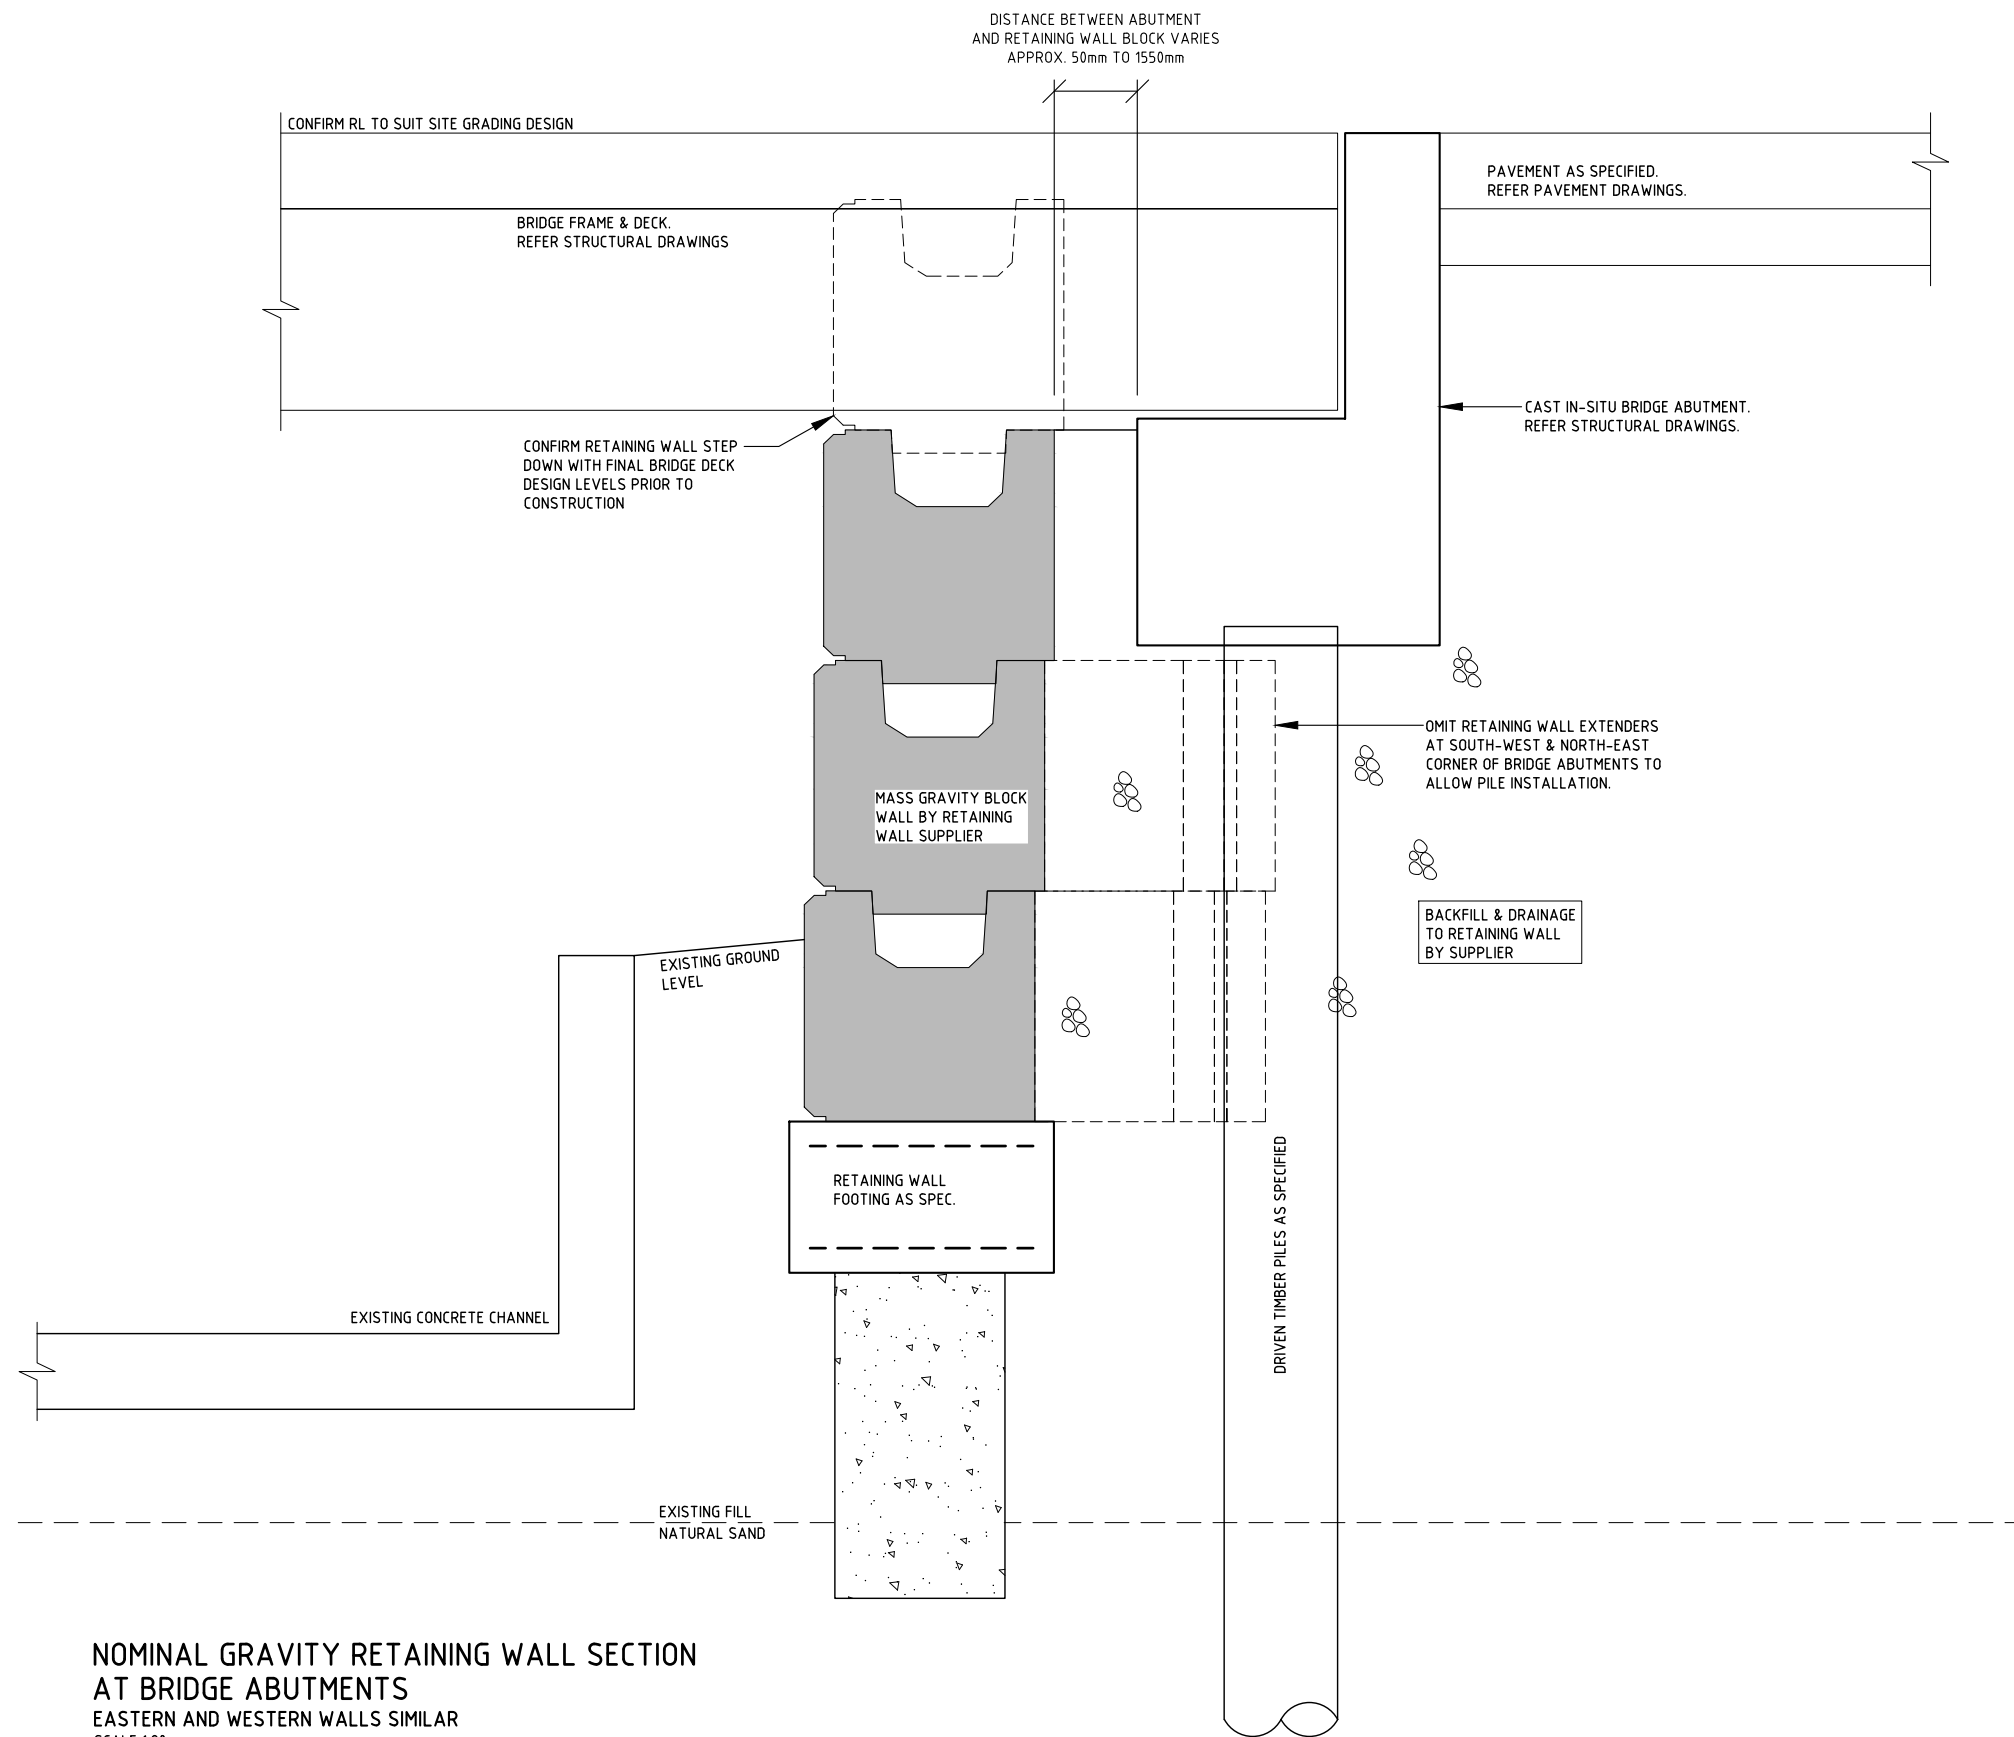 DISTANCE BETWEEN ABUTMENT
AND RETAINING WALL BLOCK VARIES
APPROX. 50mm TO 1550mm
CONFIRM RL TO SUIT SITE GRADING DESIGN
PAVEMENT AS SPECIFIED.
REFER PAVEMENT DRAWINGS.
BRIDGE FRAME & DECK.
REFER STRUCTURAL DRAWINGS
CAST IN-SITU BRIDGE ABUTMENT.
REFER STRUCTURAL DRAWINGS.
CONFIRM RETAINING WALL STEP
DOWN WITH FINAL BRIDGE DECK
DESIGN LEVELS PRIOR TO
CONSTRUCTION
OMIT RETAINING WALL EXTENDERS
AT SOUTH-WEST & NORTH-EAST
CORNER OF BRIDGE ABUTMENTS TO
ALLOW PILE INSTALLATION.
MASS GRAVITY BLOCK
WALL BY RETAINING
WALL SUPPLIER
BACKFILL & DRAINAGE
TO RETAINING WALL
BY SUPPLIER
EXISTING GROUND
LEVEL
RETAINING WALL
FOOTING AS SPEC.
DRIVEN TIMBER PILES AS SPECIFIED
EXISTING CONCRETE CHANNEL
EXISTING FILL
NATURAL SAND
NOMINAL GRAVITY RETAINING WALL SECTION
AT BRIDGE ABUTMENTS
EASTERN AND WESTERN WALLS SIMILAR